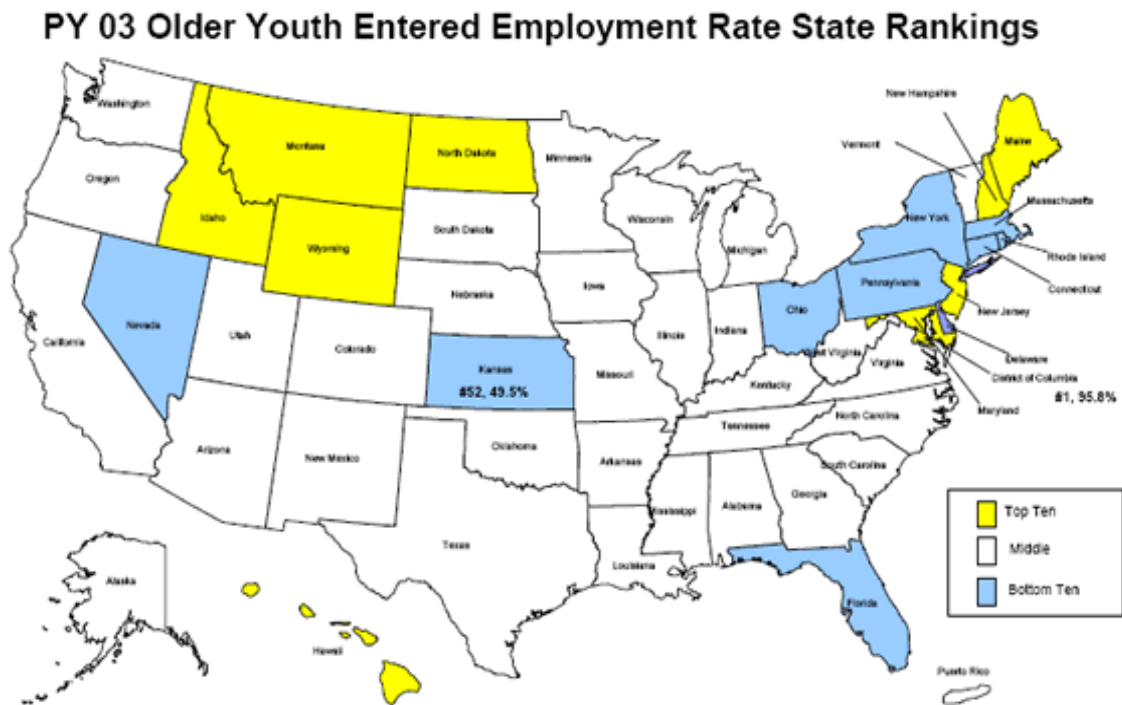 PY 03 Older Youth Entered Employment Rate State Rankings
Washington
Oregon
California
Nevada
Idaho
Montana
Wyoming
Utah
Arizona
Colorado
New Mexico
North Dakota
South Dakota
Nebraska
Kansas
#52, 49.5%
Oklahoma
Texas
Minnesota
Iowa
Missouri
Arkansas
Louisiana
Wisconsin
Illinois
Michigan
Indiana
Ohio
Kentucky
Tennessee
Mississippi
Alabama
Georgia
Florida
South Carolina
North Carolina
Virginia
West Virginia
Pennsylvania
New York
Vermont
New Hampshire
Maine
Massachusetts
Rhode Island
Connecticut
New Jersey
Delaware
District of Columbia
#1, 95.8%
Maryland
Alaska
Hawaii
Puerto Rico
Top Ten
Middle
Bottom Ten